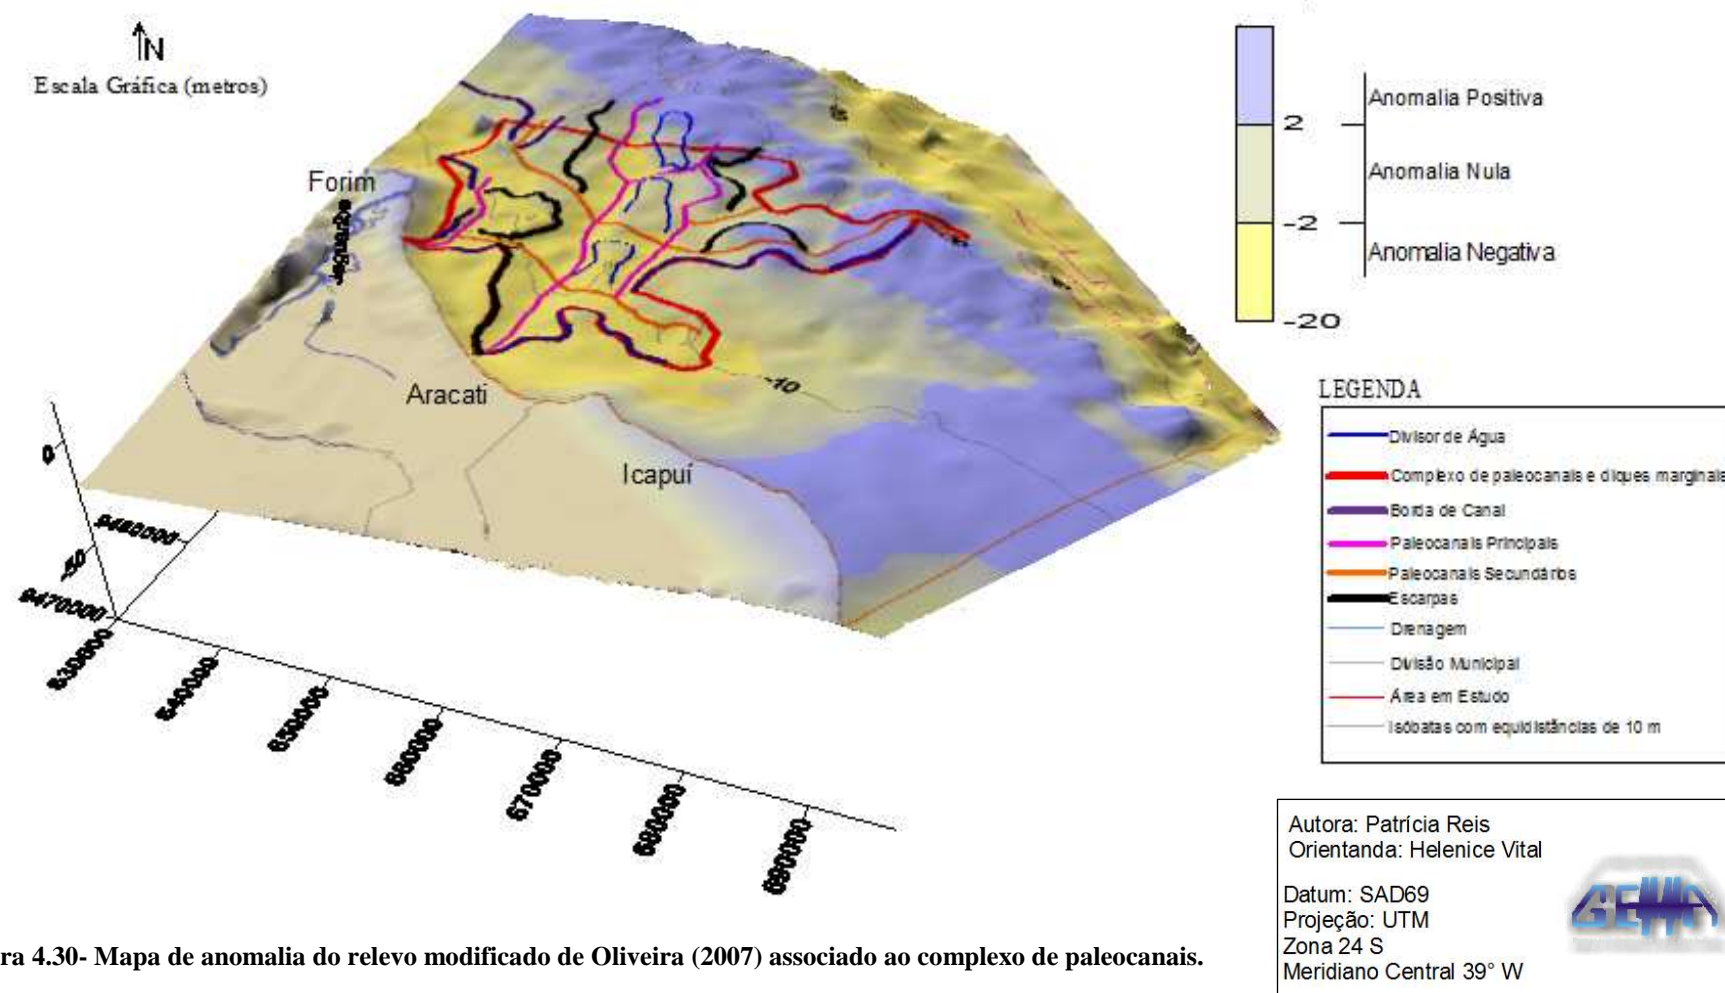 N
Escala Gráfica (metros)
Forim
Aracati
Icapuí
-10
2
-2
-20
Anomalia Positiva
Anomalia Nula
Anomalia Negativa
0
-50
9480000
9470000
630000
640000
650000
660000
670000
680000
690000
LEGENDA
Divisor de Água
Complexo de paleocanais e diques marginais
Borda de Canal
Paleocanais Principais
Paleocanais Secundários
Escarpas
Drenagem
Divisão Municipal
Área em Estudo
Isóbatas com equidistâncias de 10 m
Autora: Patrícia Reis
Orientanda: Helenice Vital
Datum: SAD69
Projeção: UTM
Zona 24 S
Meridiano Central 39° W
ra 4.30- Mapa de anomalia do relevo modificado de Oliveira (2007) associado ao complexo de paleocanais.